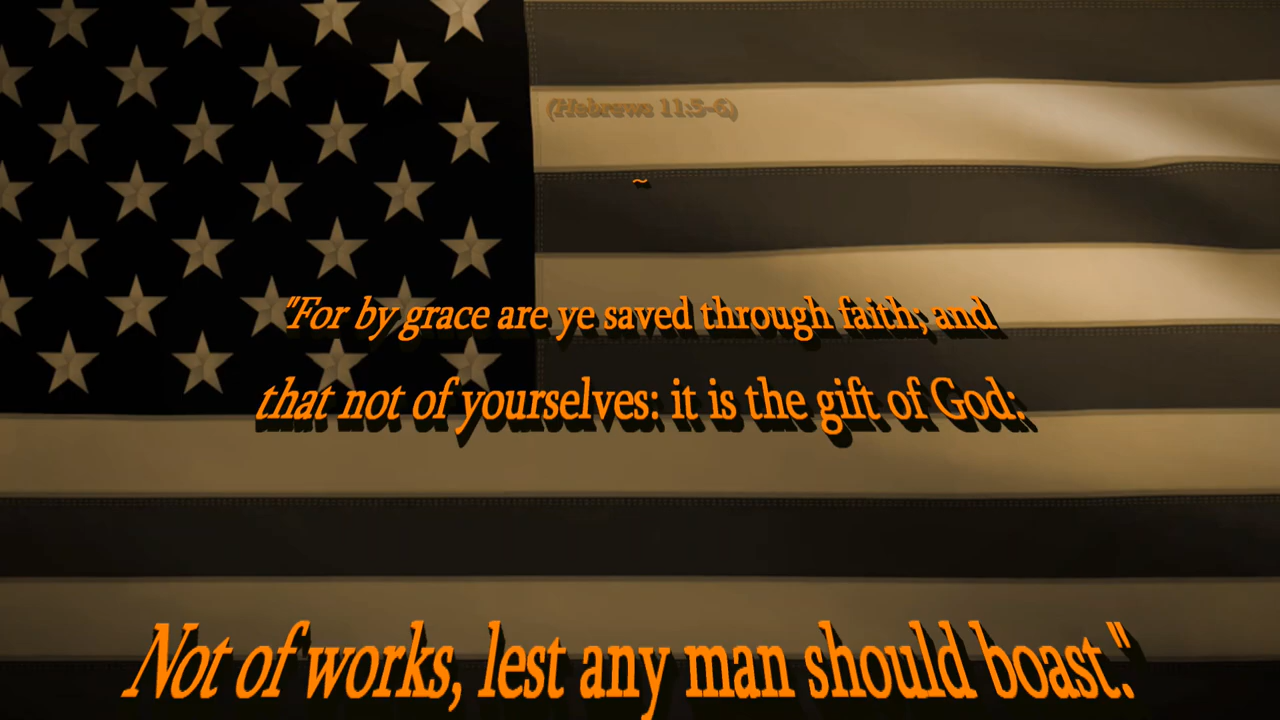 (Hebrews 11:5-6)
~
"For by grace are ye saved through faith; and
that not of yourselves: it is the gift of God:
Not of works, lest any man should boast."